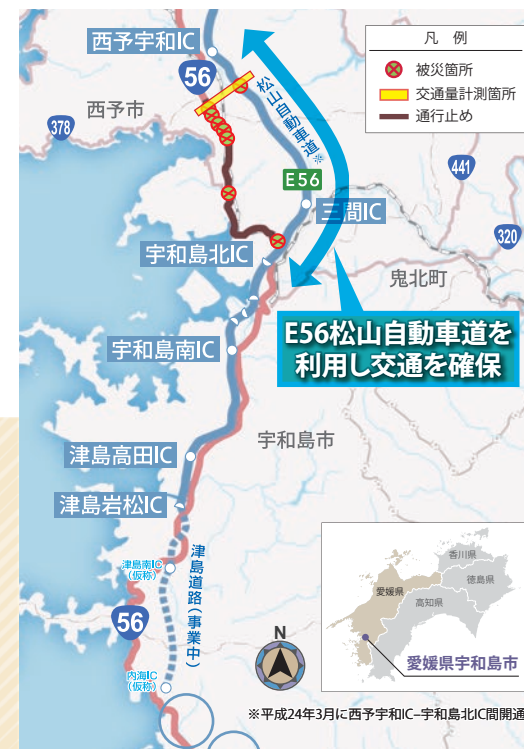 西予宇和IC
56
西予市
378
松山自動車道※
凡 例
被災箇所
交通量計測箇所
通行止め
441
E56
三間IC
320
宇和島北IC
鬼北町
E56松山自動車道を
利用し交通を確保
宇和島南IC
宇和島市
津島高田IC
津島岩松IC
津島南IC
(仮称)
津島道路(事業中)
56
内海IC
(仮称)
N
香川県
徳島県
愛媛県
高知県
愛媛県宇和島市
※平成24年3月に西予宇和IC–宇和島北IC間開通